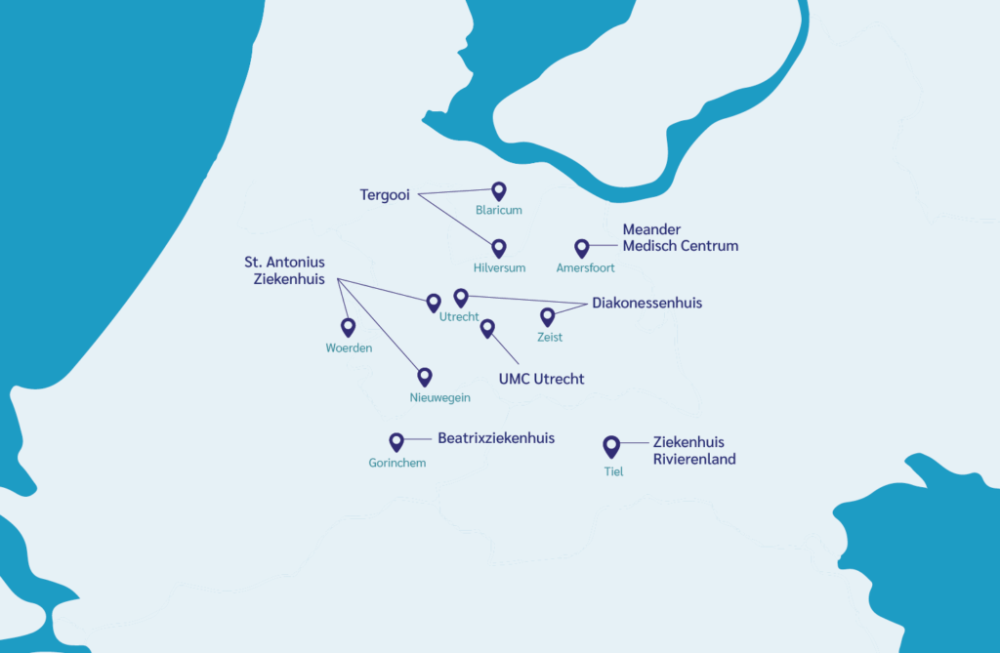 Tergooi
Blaricum
Hilversum
Amersfoort
Meander
Medisch Centrum
St. Antonius
Ziekenhuis
Utrecht
Diakonessenhuis
Zeist
Woerden
UMC Utrecht
Nieuwegein
Beatrixziekenhuis
Gorinchem
Ziekenhuis
Rivierenland
Tiel